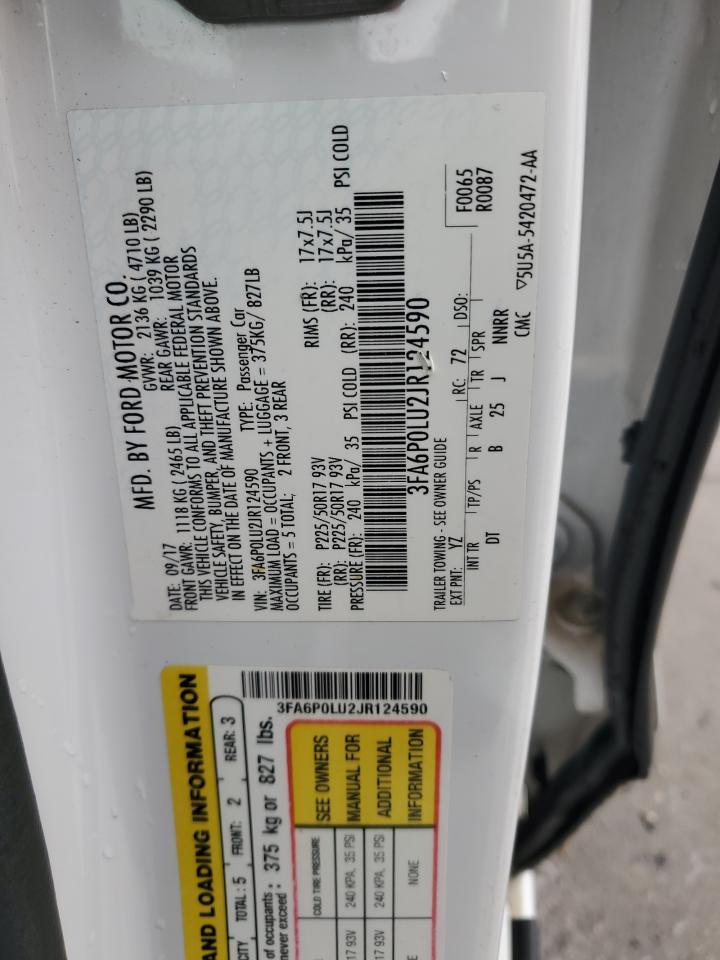 MFD. BY FORD MOTOR CO.
DATE: 09/17 GVWR: 2136 KG ( 4710 LB)
FRONT GAWR: 1118 KG ( 2465 LB) REAR GAWR: 1039 KG ( 2290 LB)
THIS VEHICLE CONFORMS TO ALL APPLICABLE FEDERAL MOTOR
VEHICLE SAFETY, BUMPER, AND THEFT PREVENTION STANDARDS
IN EFFECT ON THE DATE OF MANUFACTURE SHOWN ABOVE.
VIN: 3FA6P0LU2JR124590 TYPE: Passenger Car
MAXIMUM LOAD = OCCUPANTS + LUGGAGE = 375KG/ 827LB
OCCUPANTS = 5 TOTAL; 2 FRONT, 3 REAR
TIRE (FR): P225/50R17 93V RIMS (FR): 17x7.5J
(RR): P225/50R17 93V (RR): 17x7.5J
PRESSURE (FR): 240 kPa/ 35 PSI COLD (RR): 240 kPa/ 35 PSI COLD
3FA6P0LU2JR124590
TRAILER TOWING - SEE OWNER GUIDE F0065
EXT PNT: YZ RC: 72 DSO: R0087
INT TR TP/PS R AXLE TR SPR
DT B 25 J NNRR
CMC ▽5U5A-5420472-AA
AND LOADING INFORMATION
CITY TOTAL : 5 FRONT: 2 REAR: 3
of occupants :
never exceed : 375 kg or 827 lbs.
3FA6P0LU2JR124590
COLD TIRE PRESSURE SEE OWNERS
17 93V 240 KPA, 35 PSI MANUAL FOR
17 93V 240 KPA, 35 PSI ADDITIONAL
NONE INFORMATION